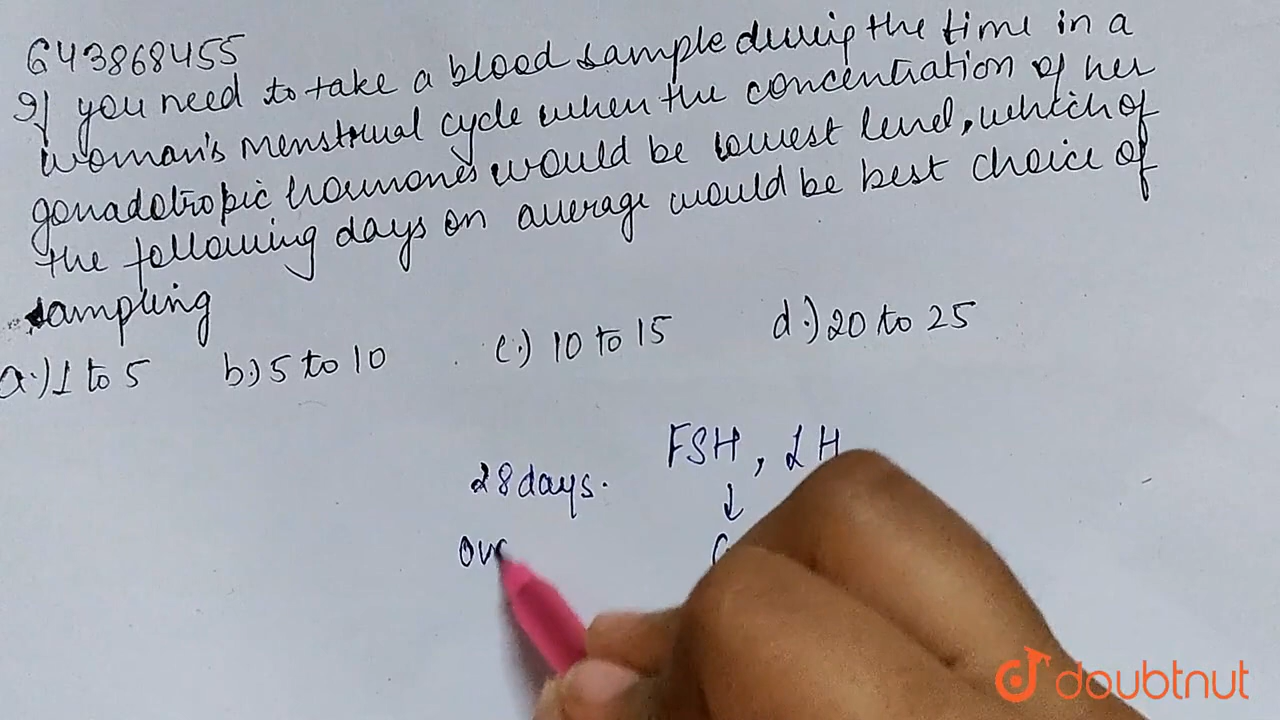 643868455
If you need to take a blood sample during the time in a
woman's menstrual cycle when the concentration of her
gonadotropic hormones would be lowest level, which of
the following days on average would be best choice of
sampling
a.) 1 to 5 b.) 5 to 10 c.) 10 to 15 d.) 20 to 25
FSH, LH
28 days.
↓
ovc
doubtnut